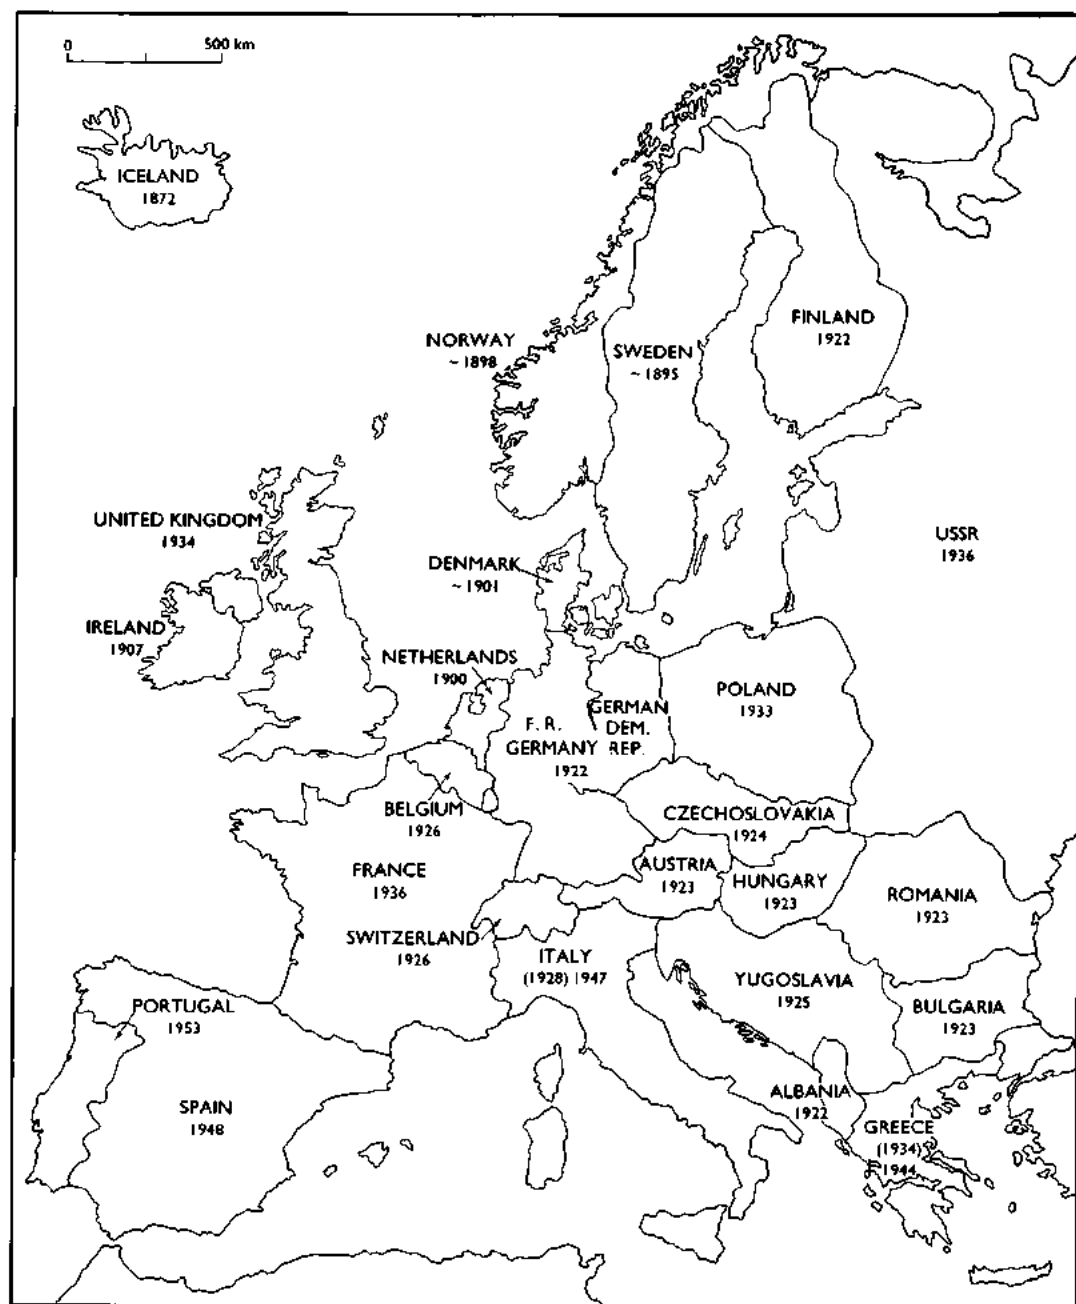 0 500 km
ICELAND
1872
NORWAY
~ 1898
SWEDEN
~ 1895
FINLAND
1922
UNITED KINGDOM
1934
USSR
1936
DENMARK
~ 1901
IRELAND
1907
NETHERLANDS
1900
POLAND
1933
GERMAN
DEM.
REP.
F. R.
GERMANY
1922
BELGIUM
1926
CZECHOSLOVAKIA
1924
FRANCE
1936
AUSTRIA
1923
HUNGARY
1923
ROMANIA
1923
SWITZERLAND
1926
ITALY
(1928) 1947
YUGOSLAVIA
1925
BULGARIA
1923
PORTUGAL
1953
SPAIN
1948
ALBANIA
1922
GREECE
(1934)
1944